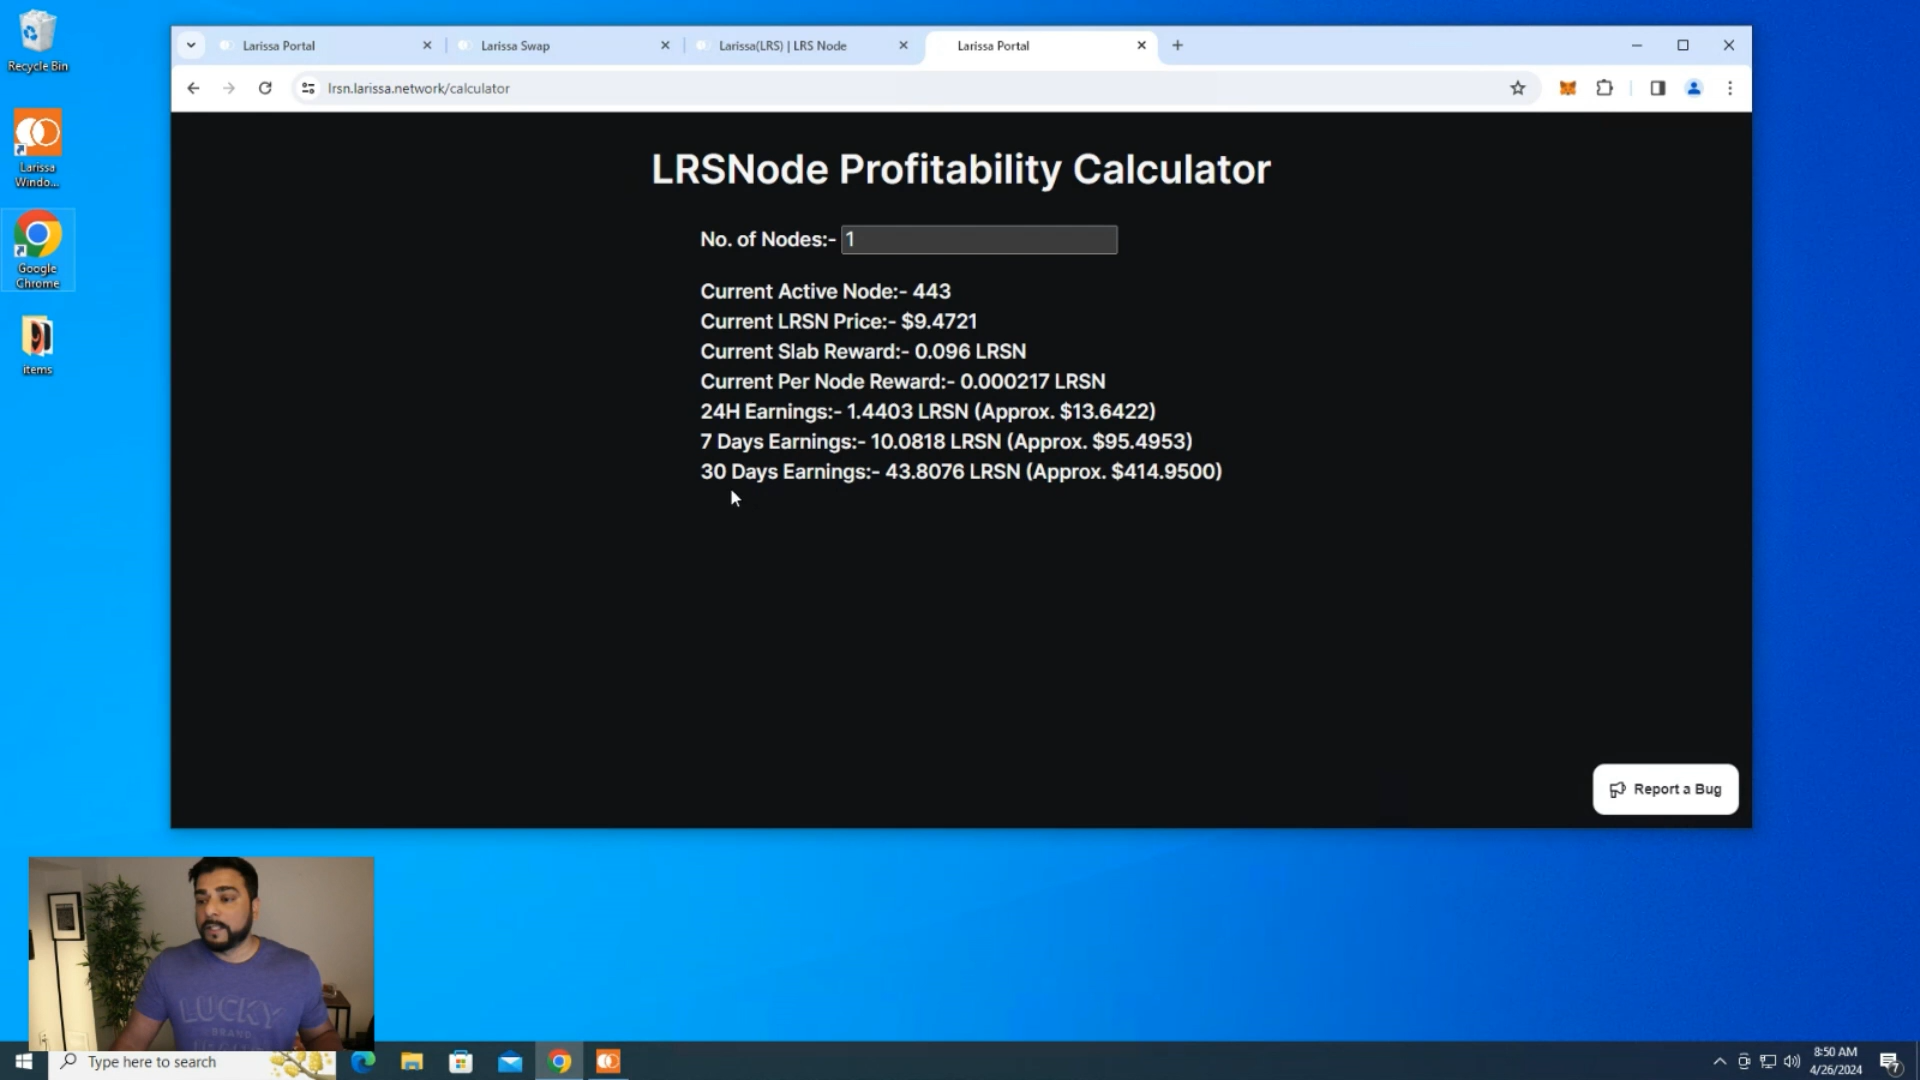 Recycle Bin
Larissa Windo...
Google Chrome
items
Larissa Portal
Larissa Swap
Larissa(LRS) | LRS Node
Larissa Portal
lrsn.larissa.network/calculator
LRSNode Profitability Calculator
No. of Nodes:- 1
Current Active Node:- 443
Current LRSN Price:- $9.4721
Current Slab Reward:- 0.096 LRSN
Current Per Node Reward:- 0.000217 LRSN
24H Earnings:- 1.4403 LRSN (Approx. $13.6422)
7 Days Earnings:- 10.0818 LRSN (Approx. $95.4953)
30 Days Earnings:- 43.8076 LRSN (Approx. $414.9500)
Report a Bug
LUCKY
BRAND
Type here to search
8:50 AM
4/26/2024
7